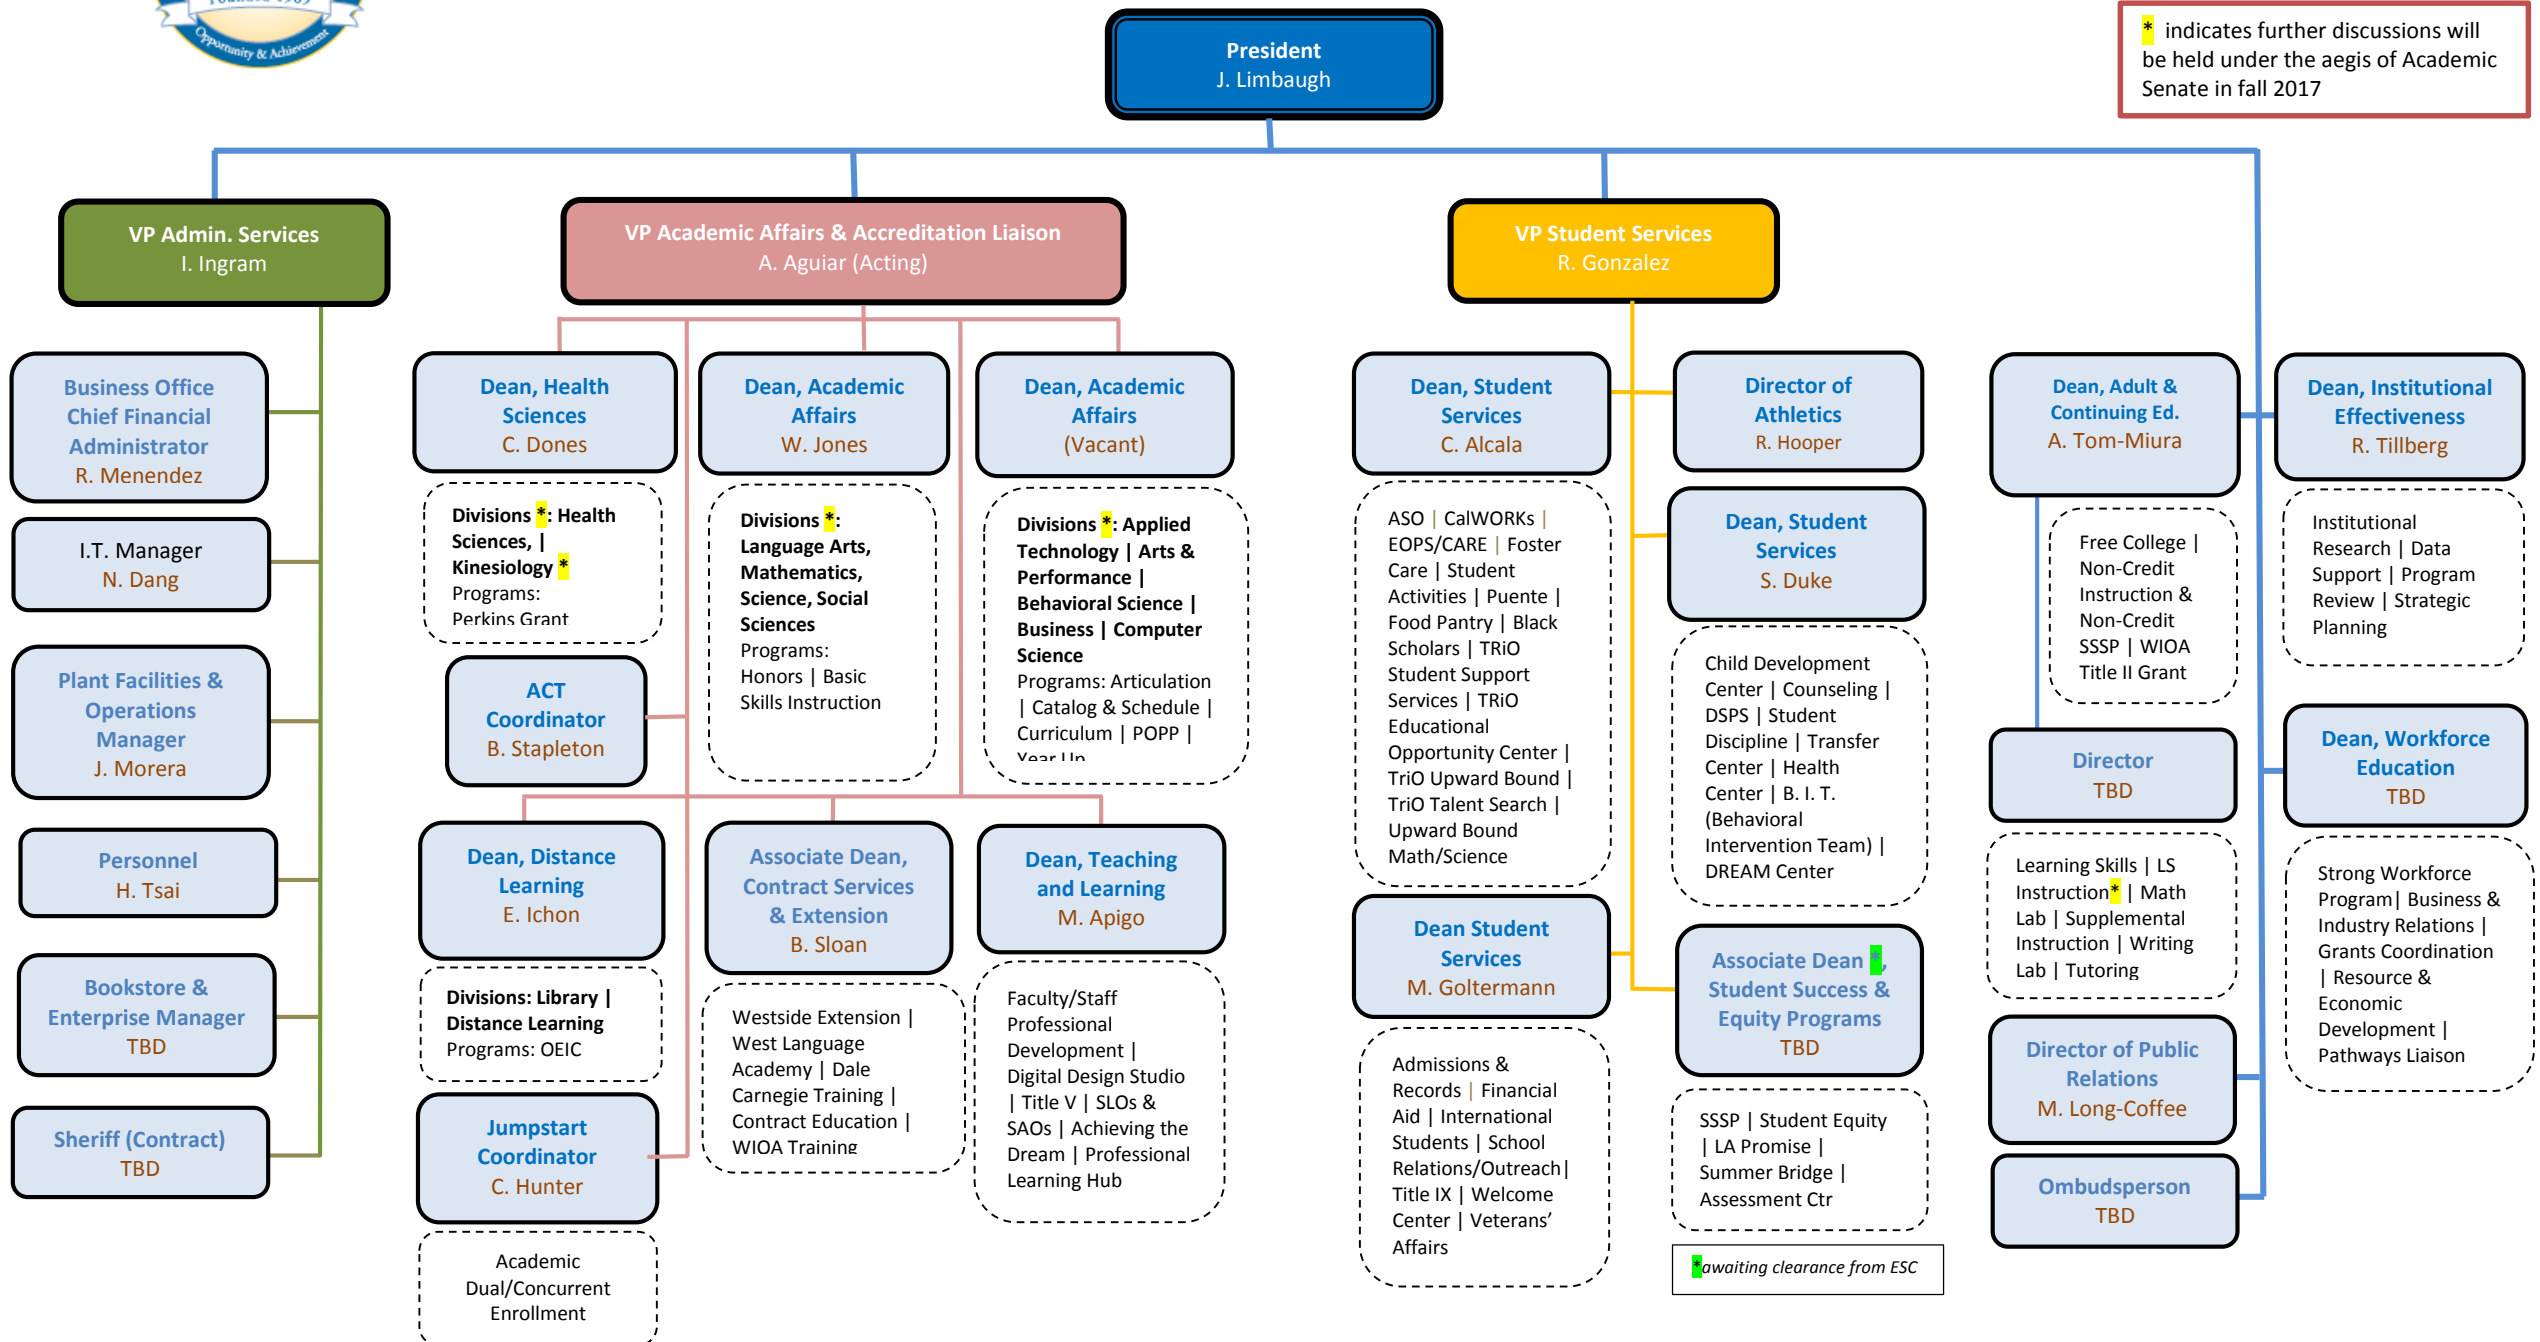 Founded 1969
Opportunity & Achievement
President
J. Limbaugh
* indicates further discussions will
be held under the aegis of Academic
Senate in fall 2017
VP Admin. Services
I. Ingram
VP Academic Affairs & Accreditation Liaison
A. Aguiar (Acting)
VP Student Services
R. Gonzalez
Business Office
Chief Financial
Administrator
R. Menendez
I.T. Manager
N. Dang
Plant Facilities &
Operations
Manager
J. Morera
Personnel
H. Tsai
Bookstore &
Enterprise Manager
TBD
Sheriff (Contract)
TBD
Dean, Health
Sciences
C. Dones
Divisions *: Health
Sciences, |
Kinesiology *
Programs:
Perkins Grant
ACT
Coordinator
B. Stapleton
Dean, Academic
Affairs
W. Jones
Divisions *:
Language Arts,
Mathematics,
Science, Social
Sciences
Programs:
Honors | Basic
Skills Instruction
Dean, Academic
Affairs
(Vacant)
Divisions *: Applied
Technology | Arts &
Performance |
Behavioral Science |
Business | Computer
Science
Programs: Articulation
| Catalog & Schedule |
Curriculum | POPP |
Year Up
Dean, Distance
Learning
E. Ichon
Divisions: Library |
Distance Learning
Programs: OEIC
Jumpstart
Coordinator
C. Hunter
Academic
Dual/Concurrent
Enrollment
Associate Dean,
Contract Services
& Extension
B. Sloan
Westside Extension |
West Language
Academy | Dale
Carnegie Training |
Contract Education |
WIOA Training
Dean, Teaching
and Learning
M. Apigo
Faculty/Staff
Professional
Development |
Digital Design Studio
| Title V | SLOs &
SAOs | Achieving the
Dream | Professional
Learning Hub
Dean, Student
Services
C. Alcala
ASO | CalWORKs |
EOPS/CARE | Foster
Care | Student
Activities | Puente |
Food Pantry | Black
Scholars | TRiO
Student Support
Services | TRiO
Educational
Opportunity Center |
TriO Upward Bound |
TriO Talent Search |
Upward Bound
Math/Science
Dean Student
Services
M. Goltermann
Admissions &
Records | Financial
Aid | International
Students | School
Relations/Outreach|
Title IX | Welcome
Center | Veterans’
Affairs
Director of
Athletics
R. Hooper
Dean, Student
Services
S. Duke
Child Development
Center | Counseling |
DSPS | Student
Discipline | Transfer
Center | Health
Center | B. I. T.
(Behavioral
Intervention Team) |
DREAM Center
Associate Dean *,
Student Success &
Equity Programs
TBD
SSSP | Student Equity
| LA Promise |
Summer Bridge |
Assessment Ctr
*awaiting clearance from ESC
Dean, Adult &
Continuing Ed.
A. Tom-Miura
Free College |
Non-Credit
Instruction &
Non-Credit
SSSP | WIOA
Title II Grant
Director
TBD
Learning Skills | LS
Instruction* | Math
Lab | Supplemental
Instruction | Writing
Lab | Tutoring
Director of Public
Relations
M. Long-Coffee
Ombudsperson
TBD
Dean, Institutional
Effectiveness
R. Tillberg
Institutional
Research | Data
Support | Program
Review | Strategic
Planning
Dean, Workforce
Education
TBD
Strong Workforce
Program| Business &
Industry Relations |
Grants Coordination
| Resource &
Economic
Development |
Pathways Liaison